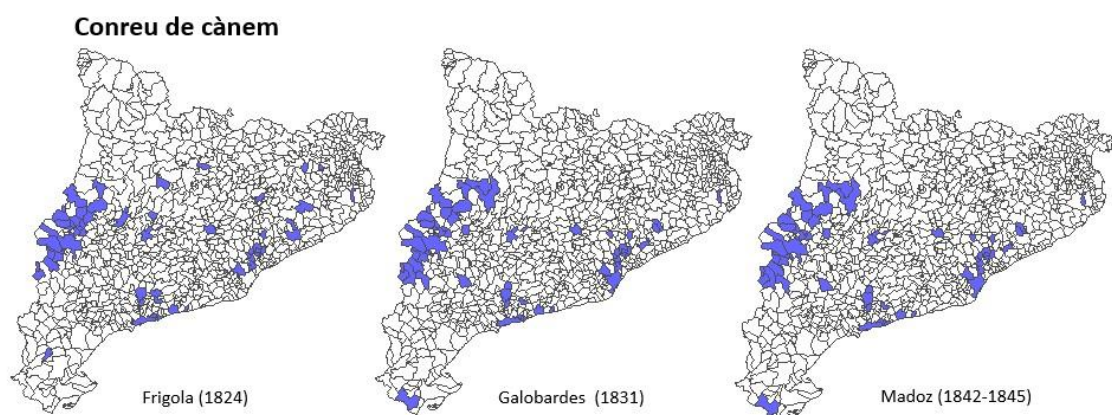 Conreu de cànem
Frigola (1824)
Galobardes (1831)
Madoz (1842-1845)